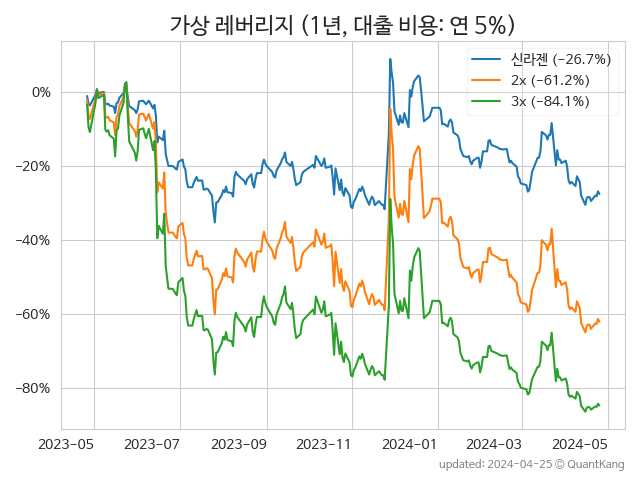 가상 레버리지 (1년, 대출 비용: 연 5%)
신라젠 (−26.7%)
2x (−61.2%)
3x (−84.1%)
0%
−20%
−40%
−60%
−80%
2023-05 2023-07 2023-09 2023-11 2024-01 2024-03 2024-05
updated: 2024-04-25 © QuantKang